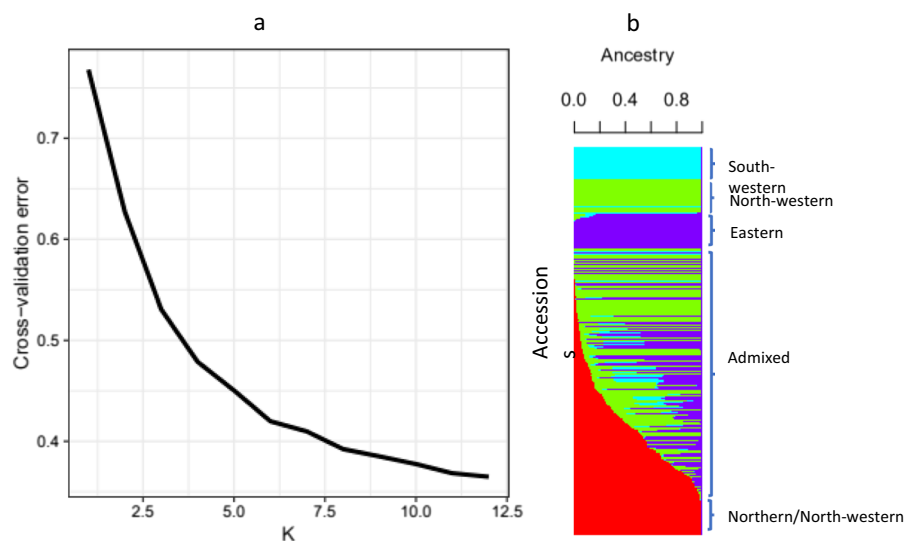 a
Cross-validation error
0.7
0.6
0.5
0.4
2.5
5.0
7.5
10.0
12.5
K
b
Ancestry
0.0
0.4
0.8
Accession
s
South-
western
North-western
Eastern
Admixed
Northern/North-western